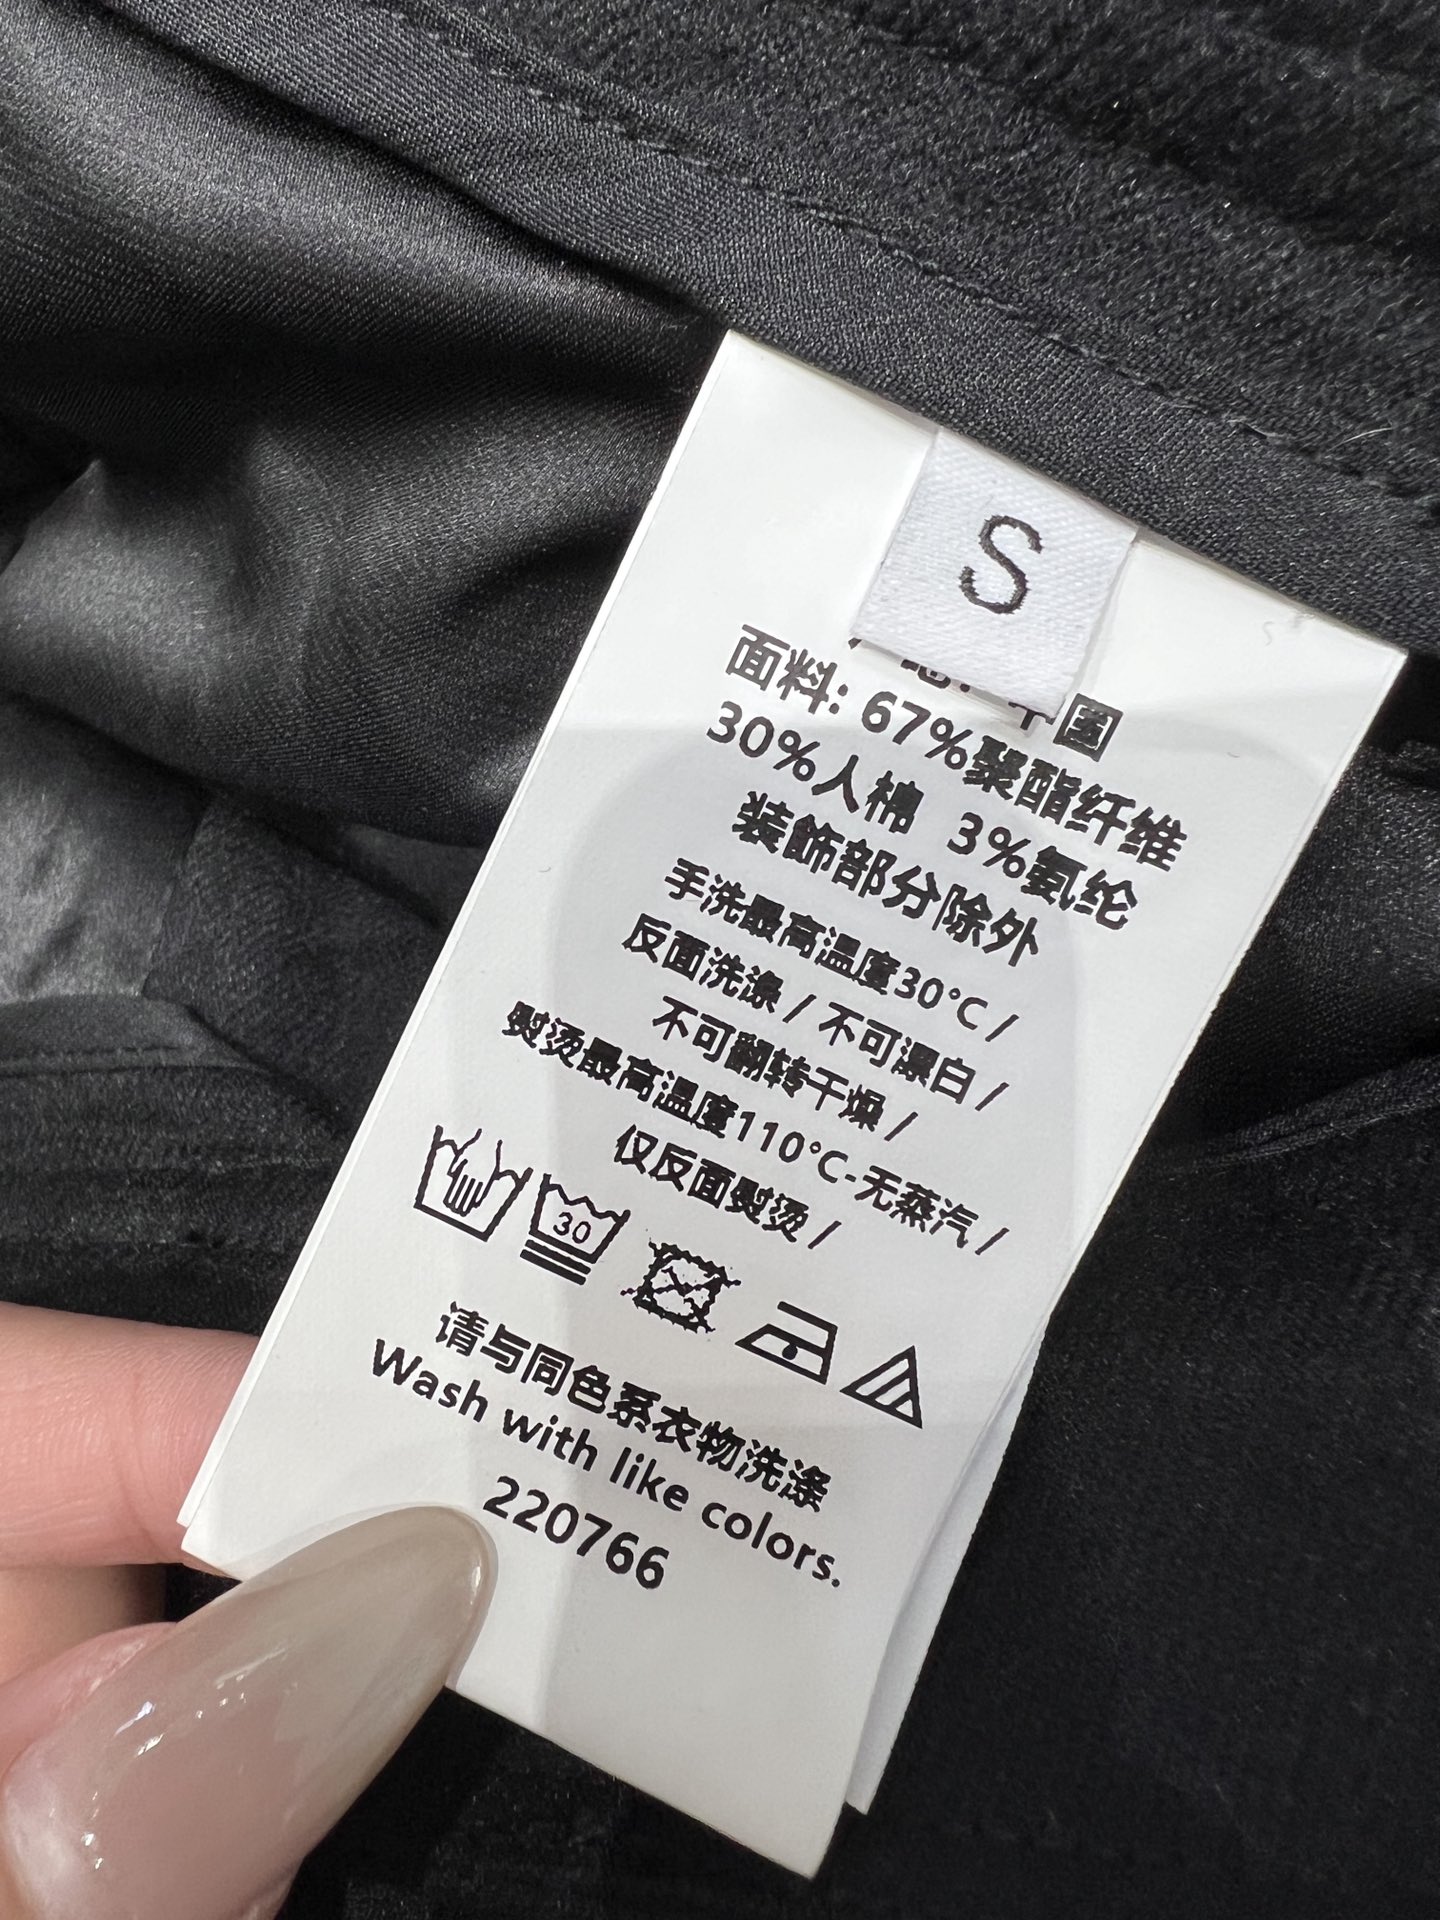 S
中國
面料: 67%聚酯纤维
30%人棉 3%氨纶
装飾部分除外
手洗最高温度30°C /
反面洗涤 / 不可漂白 /
不可翻转干燥 /
熨烫最高温度110°C-无蒸汽 /
仅反面熨烫 /
30
请与同色系衣物洗涤
Wash with like colors.
220766